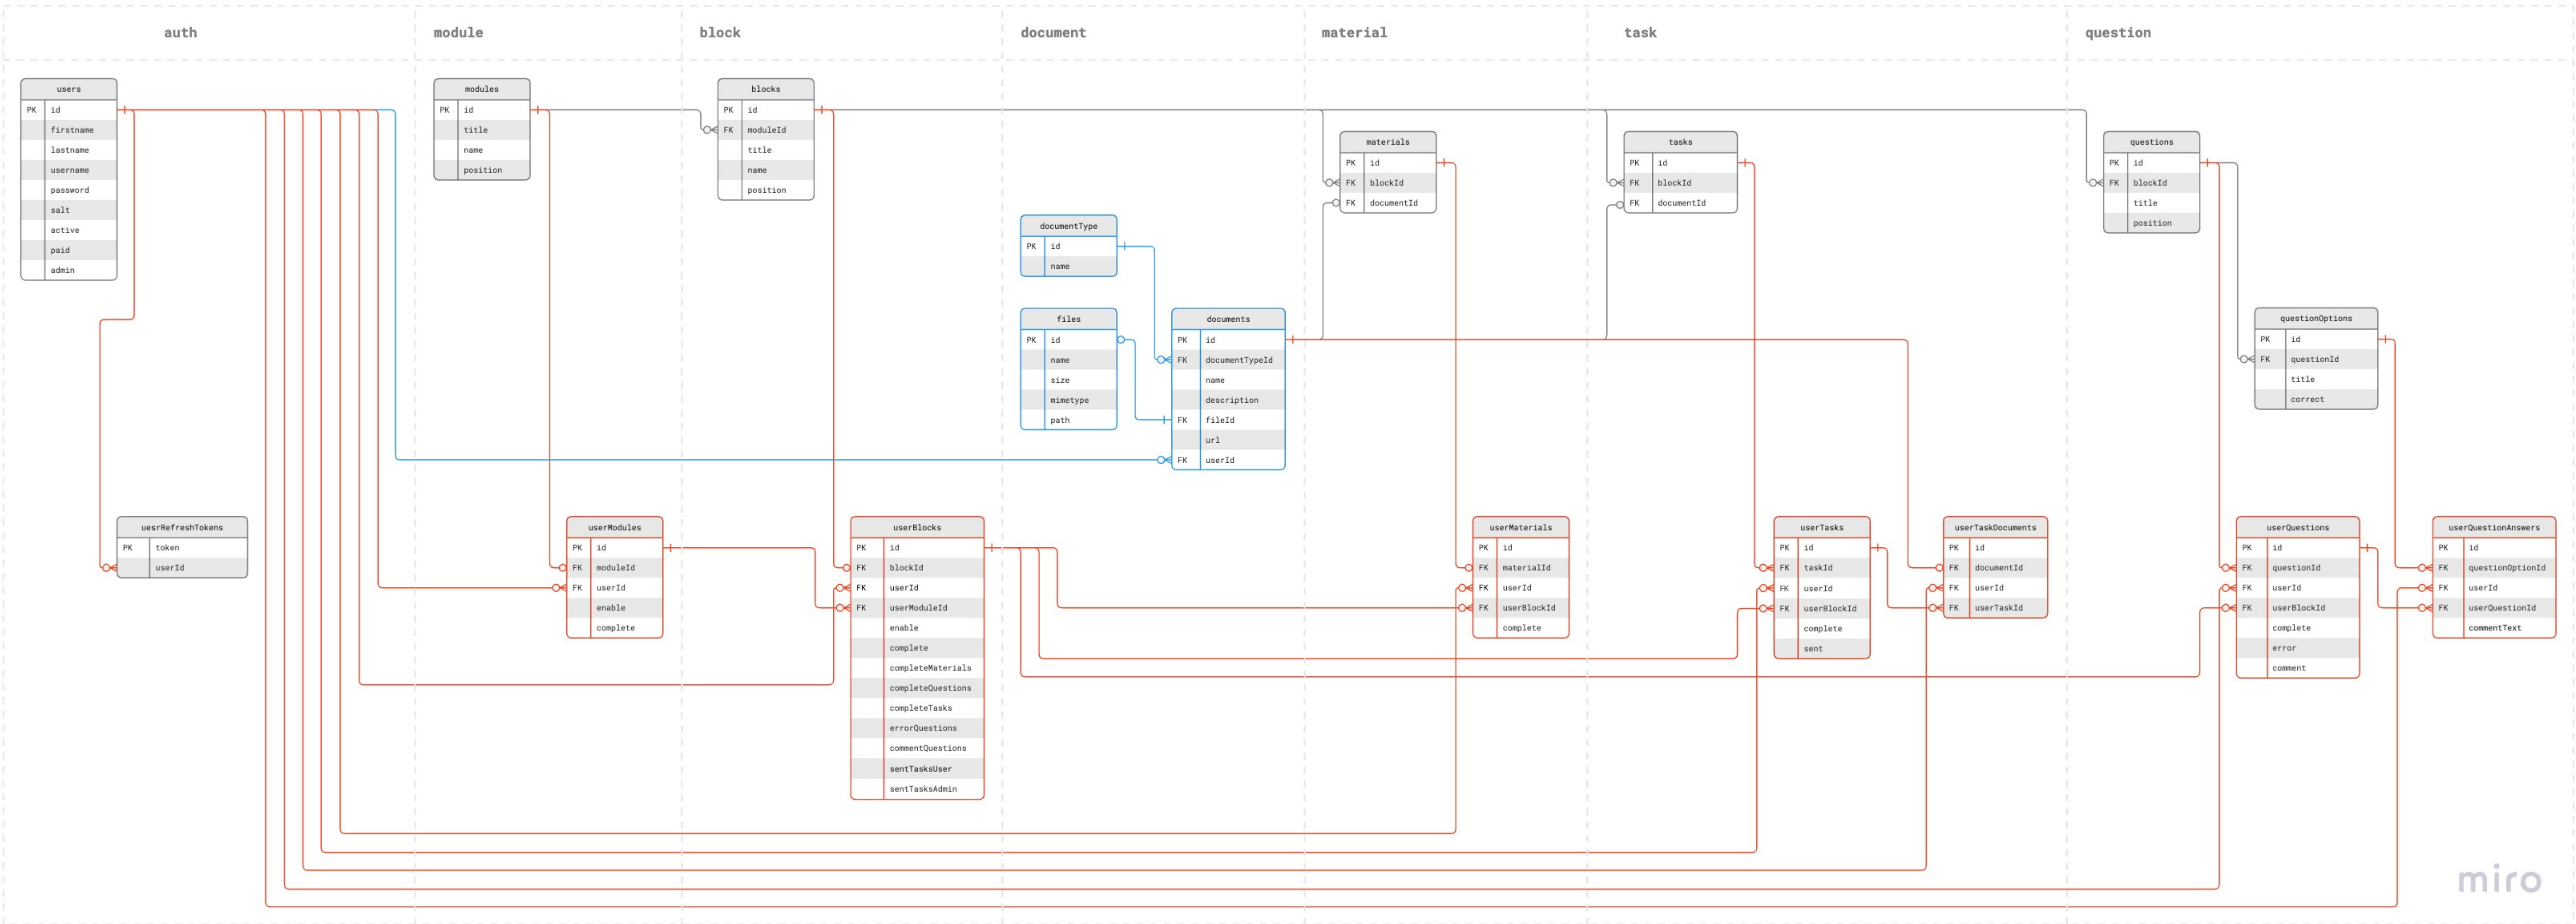 auth
module
block
document
material
task
question
users
PK id
firstname
lastname
username
password
salt
active
paid
admin
uesrRefreshTokens
PK token
userId
modules
PK id
title
name
position
userModules
PK id
FK moduleId
FK userId
enable
complete
blocks
PK id
FK moduleId
title
name
position
userBlocks
PK id
FK blockId
FK userId
FK userModuleId
enable
complete
completeMaterials
completeQuestions
completeTasks
errorQuestions
commentQuestions
sentTasksUser
sentTasksAdmin
documentType
PK id
name
files
PK id
name
size
mimetype
path
documents
PK id
FK documentTypeId
name
description
FK fileId
url
FK userId
materials
PK id
FK blockId
FK documentId
userMaterials
PK id
FK materialId
FK userId
FK userBlockId
complete
tasks
PK id
FK blockId
FK documentId
userTasks
PK id
FK taskId
FK userId
FK userBlockId
complete
sent
userTaskDocuments
PK id
FK documentId
FK userId
FK userTaskId
questions
PK id
FK blockId
title
position
questionOptions
PK id
FK questionId
title
correct
userQuestions
PK id
FK questionId
FK userId
FK userBlockId
complete
error
comment
userQuestionAnswers
PK id
FK questionOptionId
FK userId
FK userQuestionId
commentText
miro